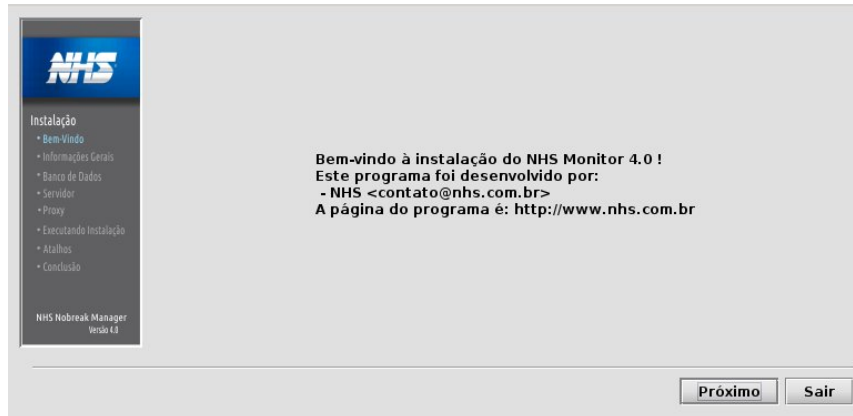 NHS
Instalação
• Bem-Vindo
• Informações Gerais
• Banco de Dados
• Servidor
• Proxy
• Executando Instalação
• Atalhos
• Conclusão
NHS Nobreak Manager
Versão 4.0
Bem-vindo à instalação do NHS Monitor 4.0 !
Este programa foi desenvolvido por:
- NHS <contato@nhs.com.br>
A página do programa é: http://www.nhs.com.br
Próximo
Sair